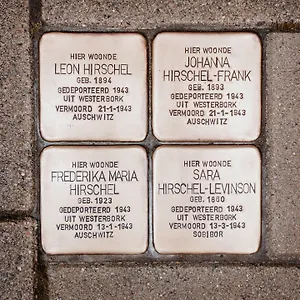 HIER WOONDE
LEON HIRSCHEL
GEB. 1894
GEDEPORTEERD 1943
UIT WESTERBORK
VERMOORD 21-1-1943
AUSCHWITZ
HIER WOONDE
JOHANNA
HIRSCHEL-FRANK
GEB. 1893
GEDEPORTEERD 1943
UIT WESTERBORK
VERMOORD 21-1-1943
AUSCHWITZ
HIER WOONDE
FREDERIKA MARIA
HIRSCHEL
GEB. 1923
GEDEPORTEERD 1943
UIT WESTERBORK
VERMOORD 13-1-1943
AUSCHWITZ
HIER WOONDE
SARA
HIRSCHEL-LEVINSON
GEB. 1860
GEDEPORTEERD 1943
UIT WESTERBORK
VERMOORD 13-3-1943
SOBIBOR